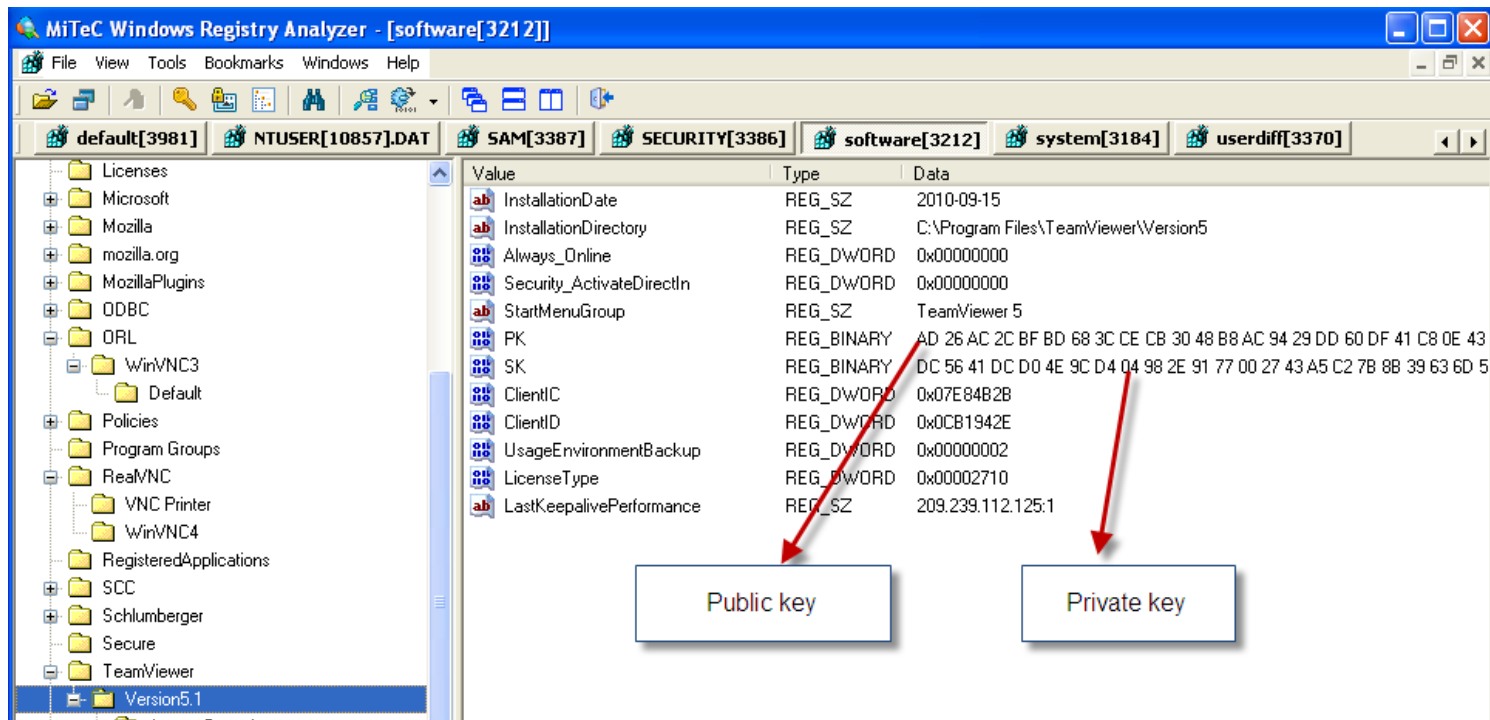 MiTeC Windows Registry Analyzer - [software[3212]]
File View Tools Bookmarks Windows Help
default[3981] NTUSER[10857].DAT SAM[3387] SECURITY[3386] software[3212] system[3184] userdiff[3370]
Licenses
Microsoft
Mozilla
mozilla.org
MozillaPlugins
ODBC
ORL
WinVNC3
Default
Policies
Program Groups
RealVNC
VNC Printer
WinVNC4
RegisteredApplications
SCC
Schlumberger
Secure
TeamViewer
Version5.1
Value Type Data
InstallationDate REG_SZ 2010-09-15
InstallationDirectory REG_SZ C:\Program Files\TeamViewer\Version5
Always_Online REG_DWORD 0x00000000
Security_ActivateDirectIn REG_DWORD 0x00000000
StartMenuGroup REG_SZ TeamViewer 5
PK REG_BINARY AD 26 AC 2C BF BD 68 3C CE CB 30 48 B8 AC 94 29 DD 60 DF 41 C8 0E 43
SK REG_BINARY DC 56 41 DC D0 4E 9C D4 04 98 2E 91 77 00 27 43 A5 C2 7B 8B 39 63 6D 5
ClientIC REG_DWORD 0x07E84B2B
ClientID REG_DWORD 0x0CB1942E
UsageEnvironmentBackup REG_DWORD 0x00000002
LicenseType REG_DWORD 0x00002710
LastKeepalivePerformance REG_SZ 209.239.112.125:1
Public key
Private key